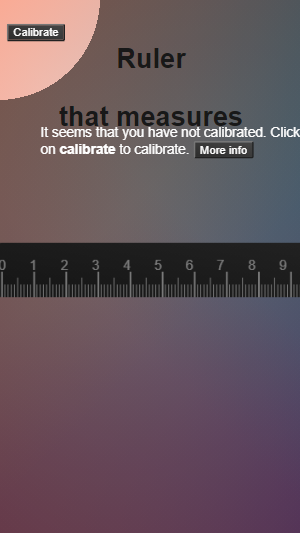 Calibrate
Ruler
that measures
It seems that you have not calibrated. Click
on calibrate to calibrate. More info
0 1 2 3 4 5 6 7 8 9